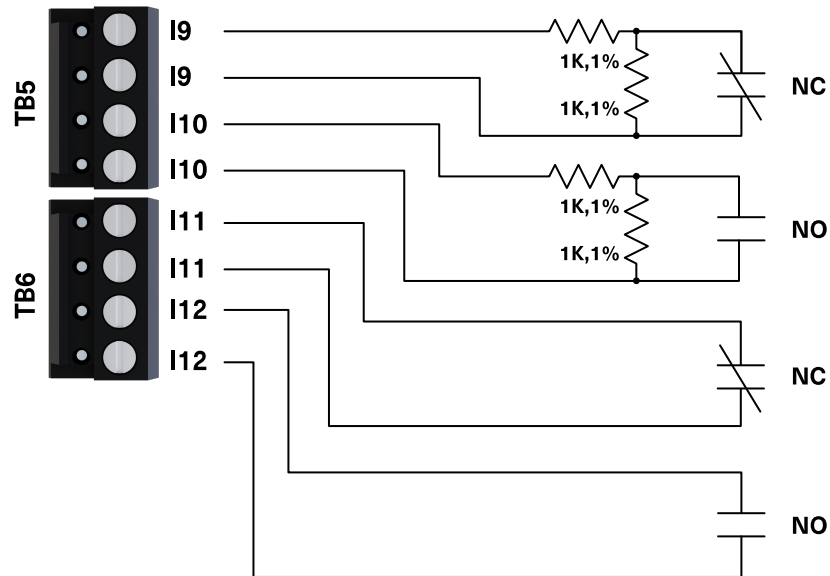 TB5
I9
I9
I10
I10
TB6
I11
I11
I12
I12
1K,1%
1K,1%
NC
1K,1%
1K,1%
NO
NC
NO